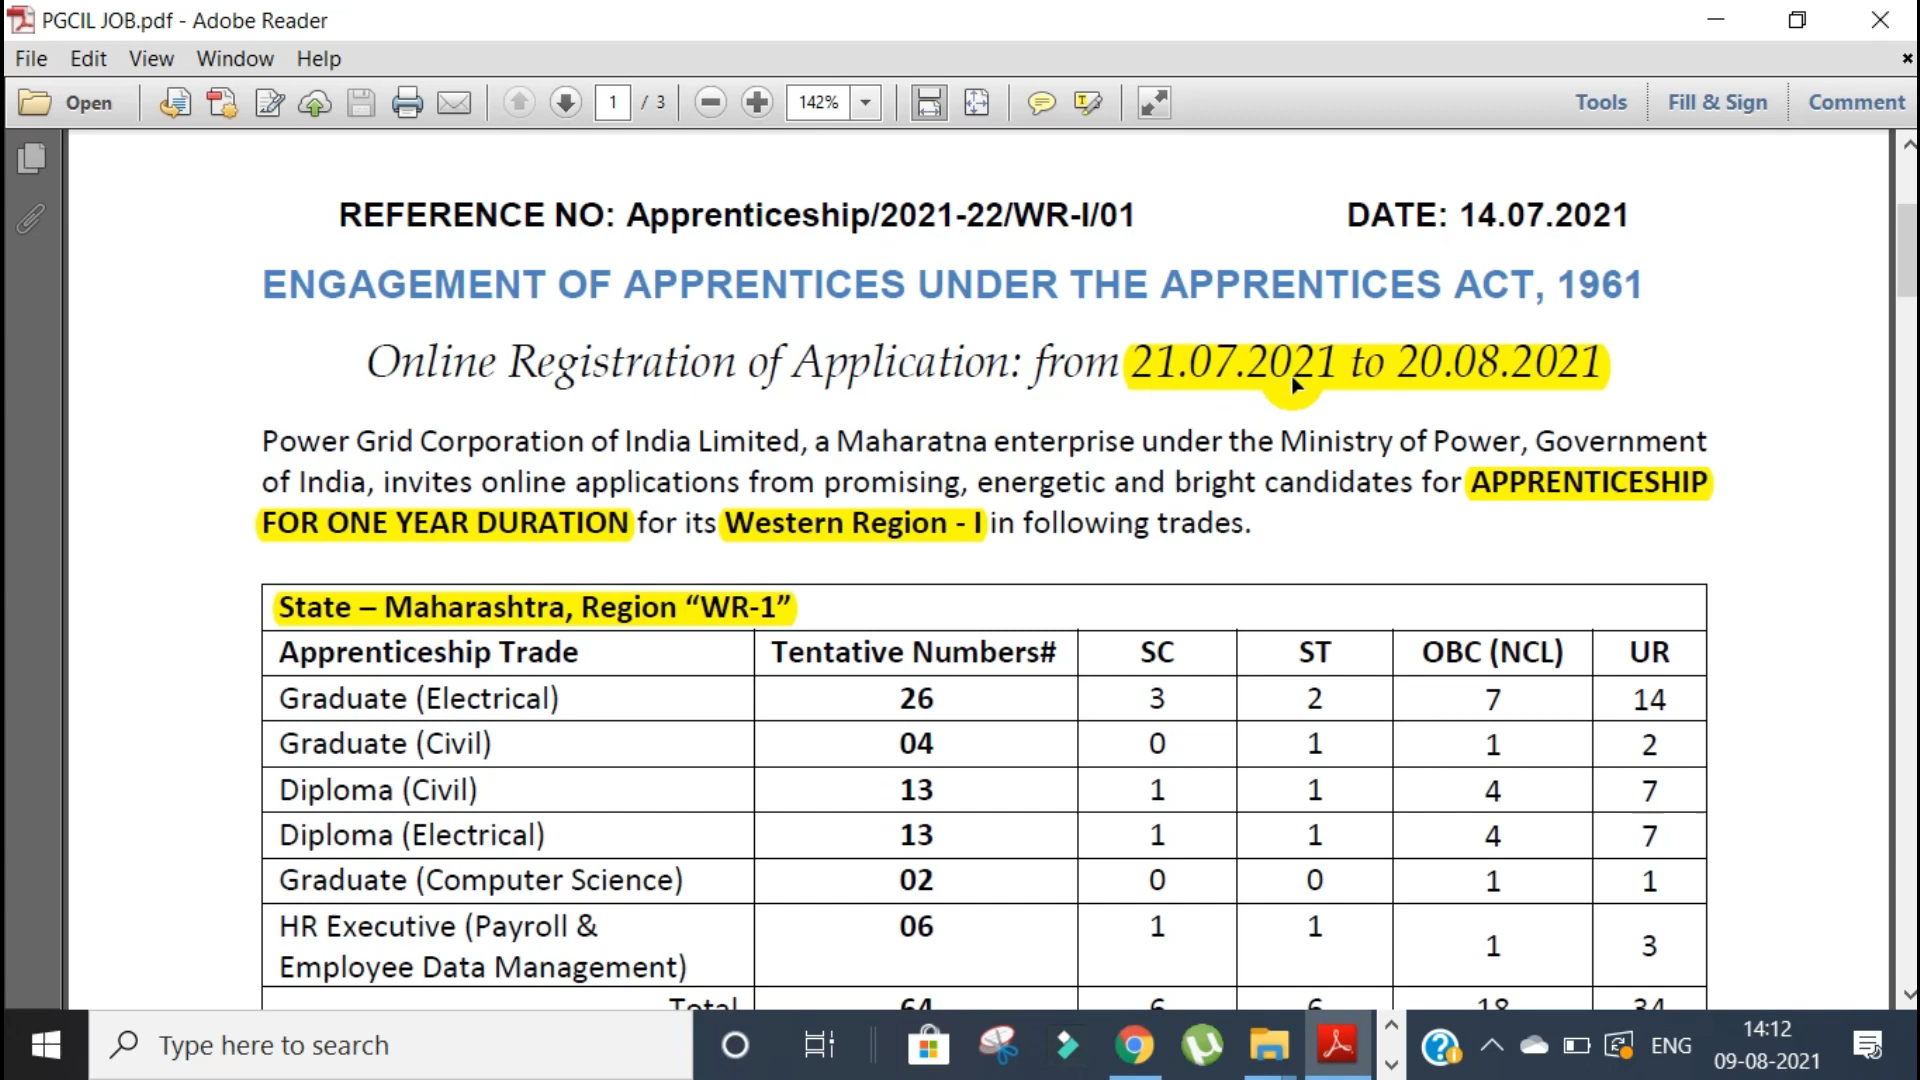 PGCIL JOB.pdf - Adobe Reader
File Edit View Window Help
Open 1 / 3 142% Tools Fill & Sign Comment
REFERENCE NO: Apprenticeship/2021-22/WR-I/01 DATE: 14.07.2021
ENGAGEMENT OF APPRENTICES UNDER THE APPRENTICES ACT, 1961
Online Registration of Application: from 21.07.2021 to 20.08.2021
Power Grid Corporation of India Limited, a Maharatna enterprise under the Ministry of Power, Government
of India, invites online applications from promising, energetic and bright candidates for APPRENTICESHIP
FOR ONE YEAR DURATION for its Western Region - I in following trades.
State – Maharashtra, Region “WR-1”
Apprenticeship Trade Tentative Numbers# SC ST OBC (NCL) UR
Graduate (Electrical) 26 3 2 7 14
Graduate (Civil) 04 0 1 1 2
Diploma (Civil) 13 1 1 4 7
Diploma (Electrical) 13 1 1 4 7
Graduate (Computer Science) 02 0 0 1 1
HR Executive (Payroll & 06 1 1 1 3
Employee Data Management)
Total 64 6 6 18 34
Type here to search ENG 14:12
09-08-2021